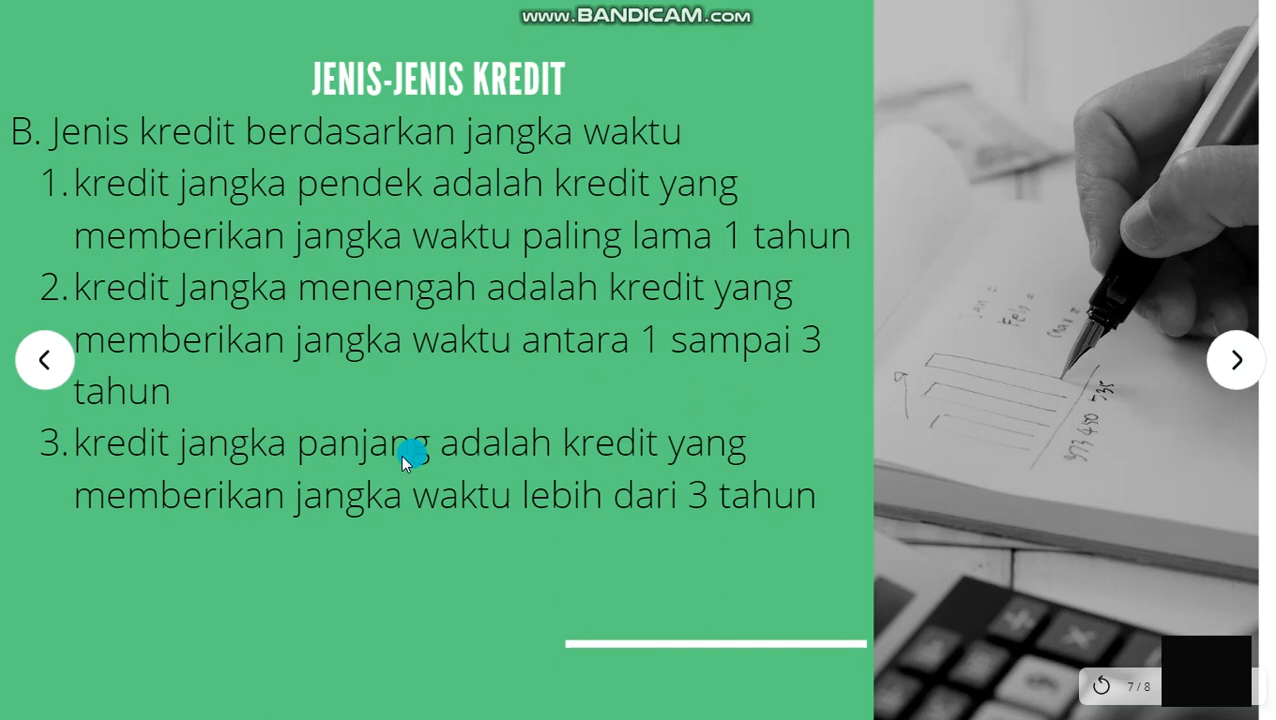 www.BANDICAM.com
JENIS-JENIS KREDIT
B. Jenis kredit berdasarkan jangka waktu
1. kredit jangka pendek adalah kredit yang
memberikan jangka waktu paling lama 1 tahun
2. kredit Jangka menengah adalah kredit yang
memberikan jangka waktu antara 1 sampai 3
tahun
3. kredit jangka panjang adalah kredit yang
memberikan jangka waktu lebih dari 3 tahun
Feb =
7 / 8